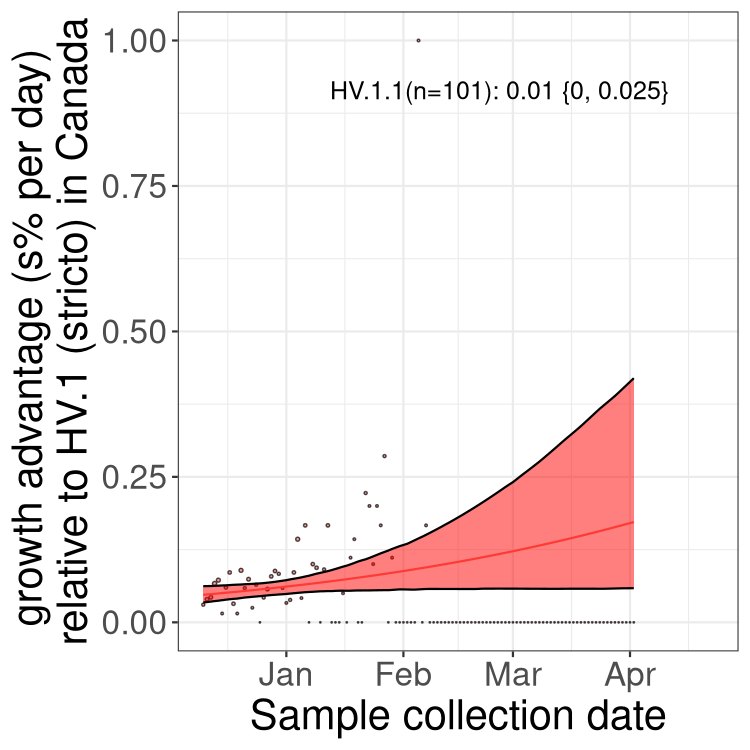 growth advantage (s% per day)
relative to HV.1 (stricto) in Canada
1.00
0.75
0.50
0.25
0.00
HV.1.1(n=101): 0.01 {0, 0.025}
Jan Feb Mar Apr
Sample collection date